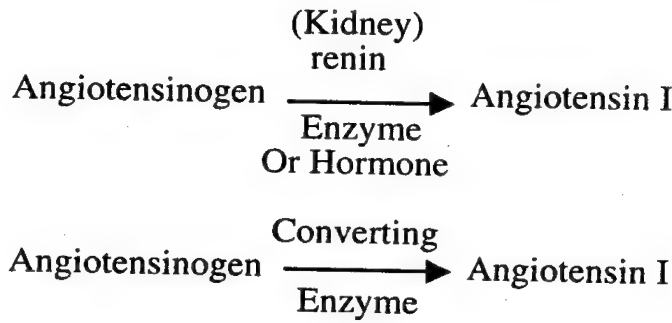 (Kidney)
renin
Angiotensinogen → Angiotensin I
Enzyme
Or Hormone
Converting
Angiotensinogen → Angiotensin I
Enzyme